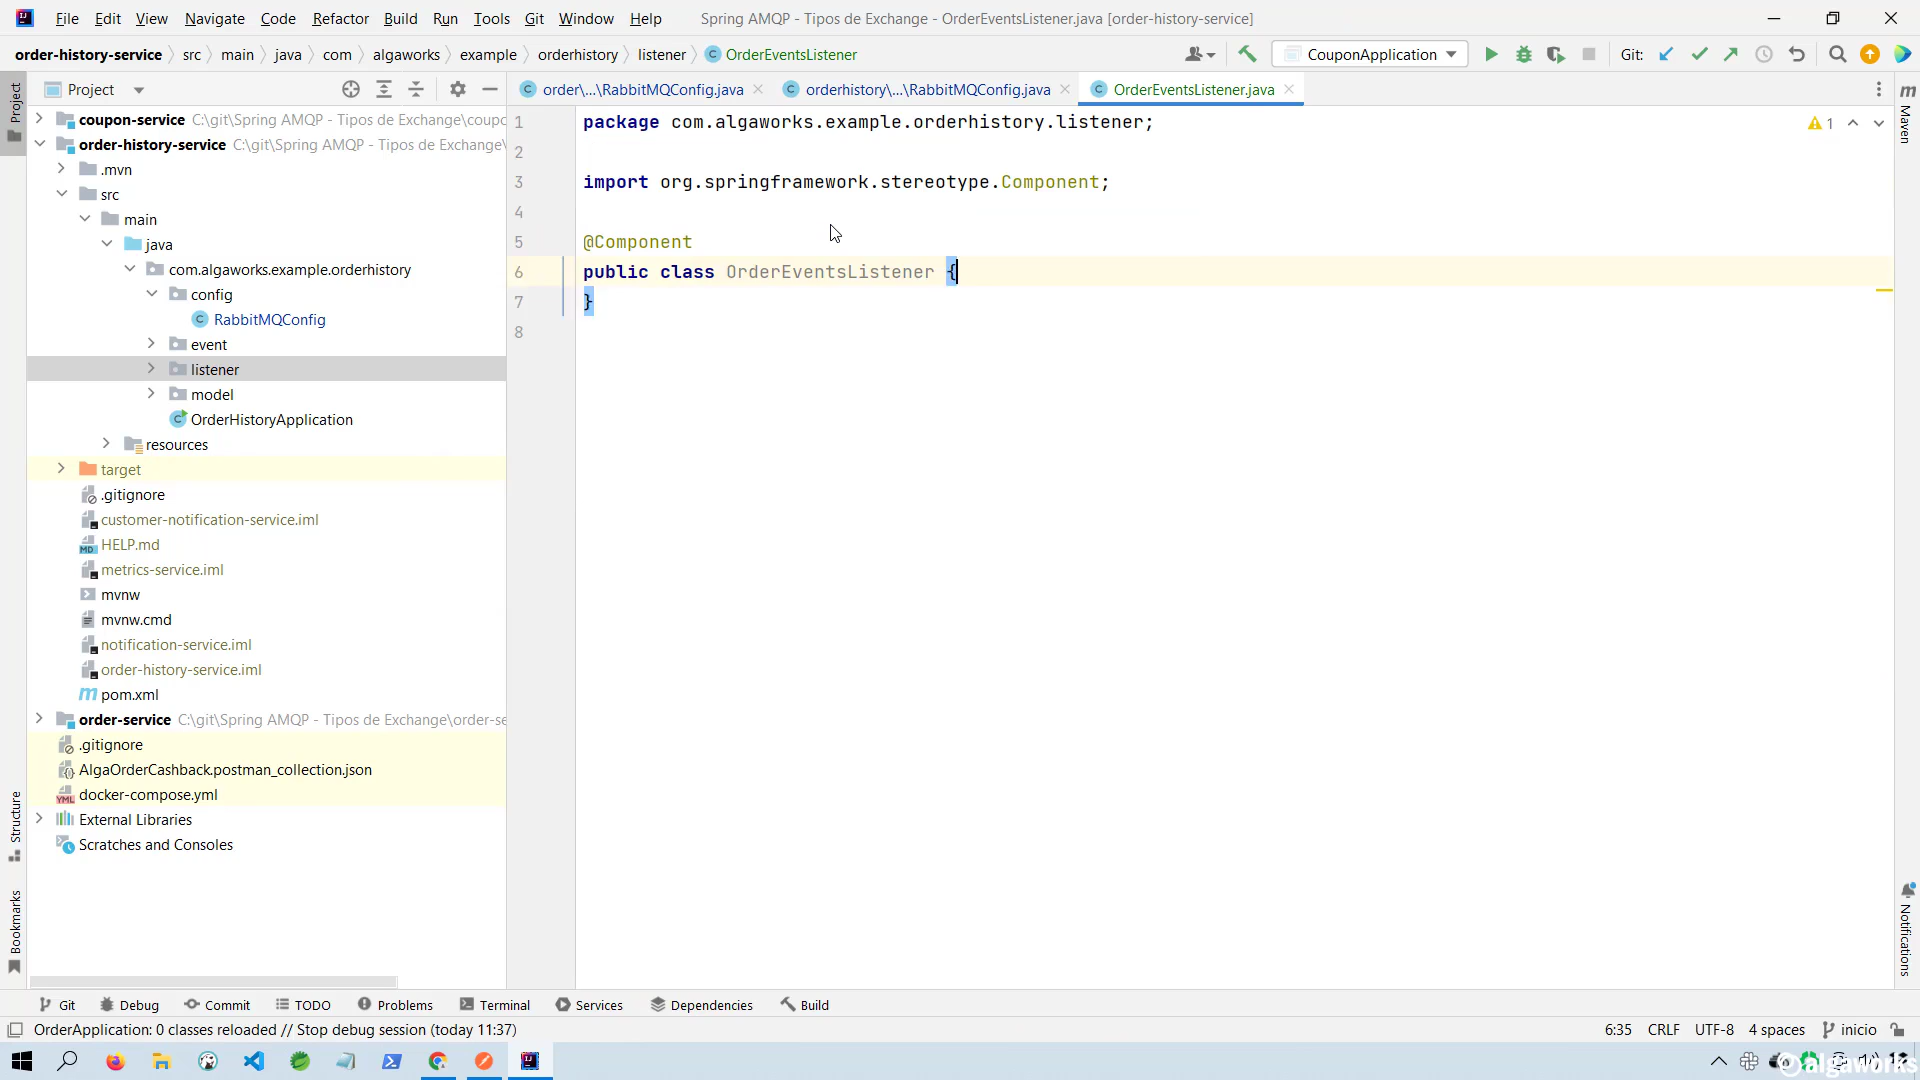 File Edit View Navigate Code Refactor Build Run Tools Git Window Help Spring AMQP - Tipos de Exchange - OrderEventsListener.java [order-history-service]
order-history-service src main java com algaworks example orderhistory listener OrderEventsListener CouponApplication Git:
Project order\...\RabbitMQConfig.java orderhistory\...\RabbitMQConfig.java OrderEventsListener.java
Project
Maven
coupon-service C:\git\Spring AMQP - Tipos de Exchange\coupc
order-history-service C:\git\Spring AMQP - Tipos de Exchange\
.mvn
src
main
java
com.algaworks.example.orderhistory
config
RabbitMQConfig
event
listener
model
OrderHistoryApplication
resources
target
.gitignore
customer-notification-service.iml
HELP.md
metrics-service.iml
mvnw
mvnw.cmd
notification-service.iml
order-history-service.iml
pom.xml
order-service C:\git\Spring AMQP - Tipos de Exchange\order-se
.gitignore
AlgaOrderCashback.postman_collection.json
docker-compose.yml
External Libraries
Scratches and Consoles
1 package com.algaworks.example.orderhistory.listener;
2
3 import org.springframework.stereotype.Component;
4
5 @Component
6 public class OrderEventsListener {
7 }
8
1
Structure
Bookmarks
Notifications
Git Debug Commit TODO Problems Terminal Services Dependencies Build
OrderApplication: 0 classes reloaded // Stop debug session (today 11:37) 6:35 CRLF UTF-8 4 spaces inicio
algaworks